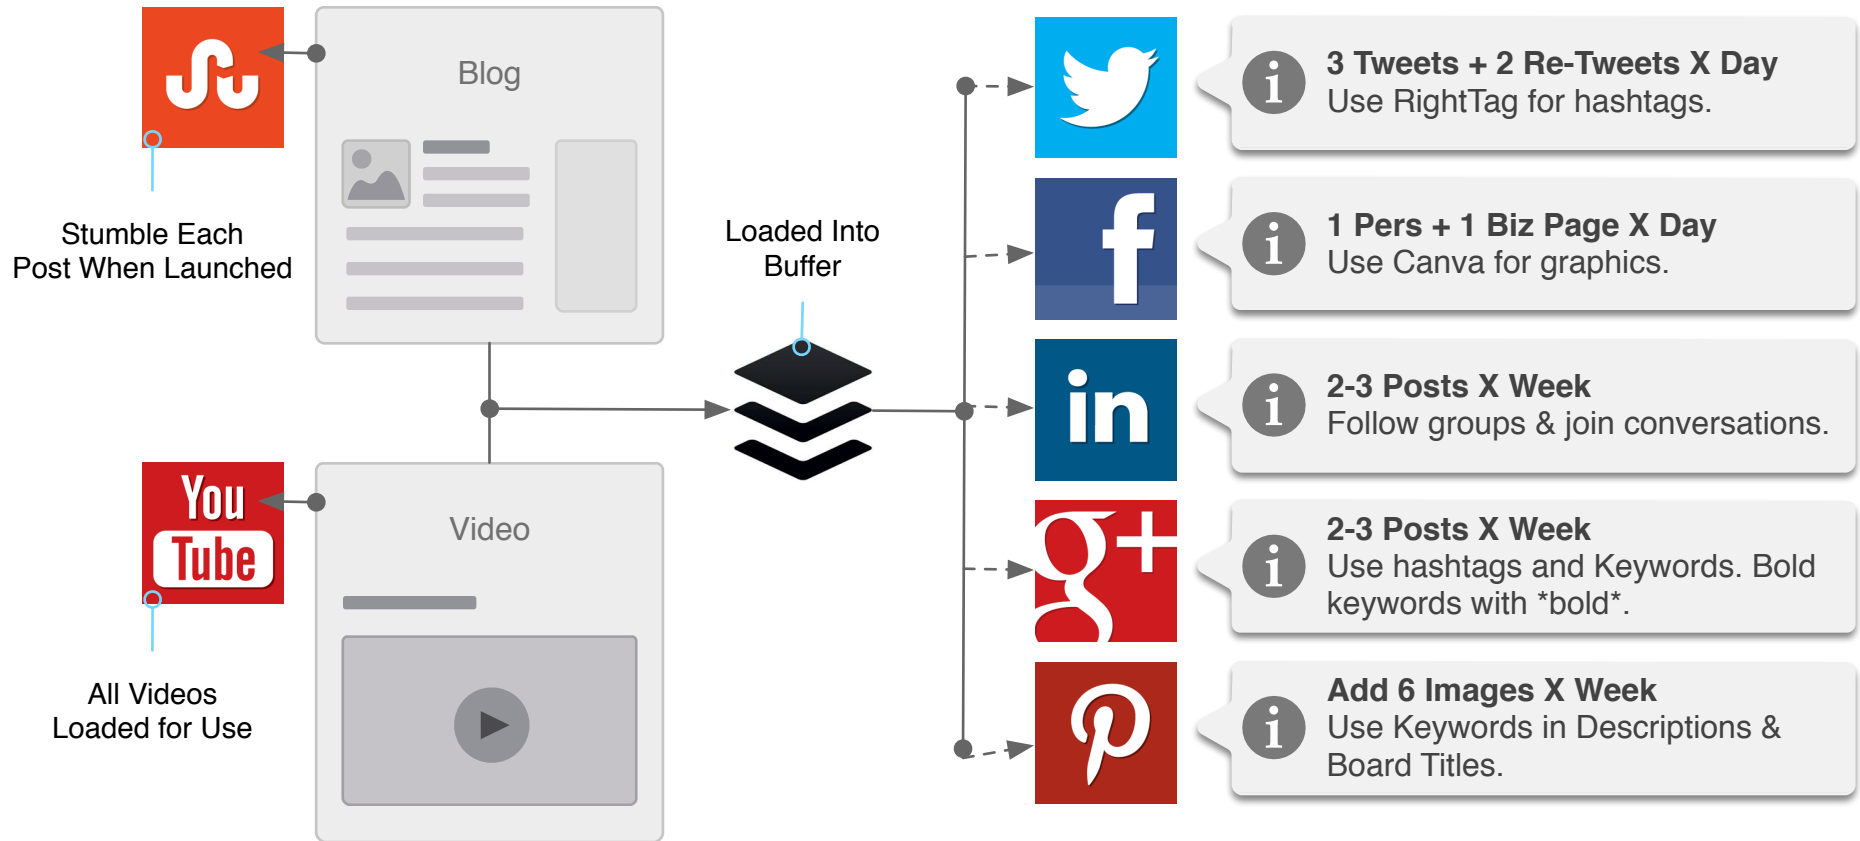 Blog
Stumble Each
Post When Launched
Loaded Into
Buffer
You
Tube
Video
All Videos
Loaded for Use
3 Tweets + 2 Re-Tweets X Day
Use RightTag for hashtags.
f
1 Pers + 1 Biz Page X Day
Use Canva for graphics.
in
2-3 Posts X Week
Follow groups & join conversations.
g+
2-3 Posts X Week
Use hashtags and Keywords. Bold
keywords with *bold*.
Add 6 Images X Week
Use Keywords in Descriptions &
Board Titles.